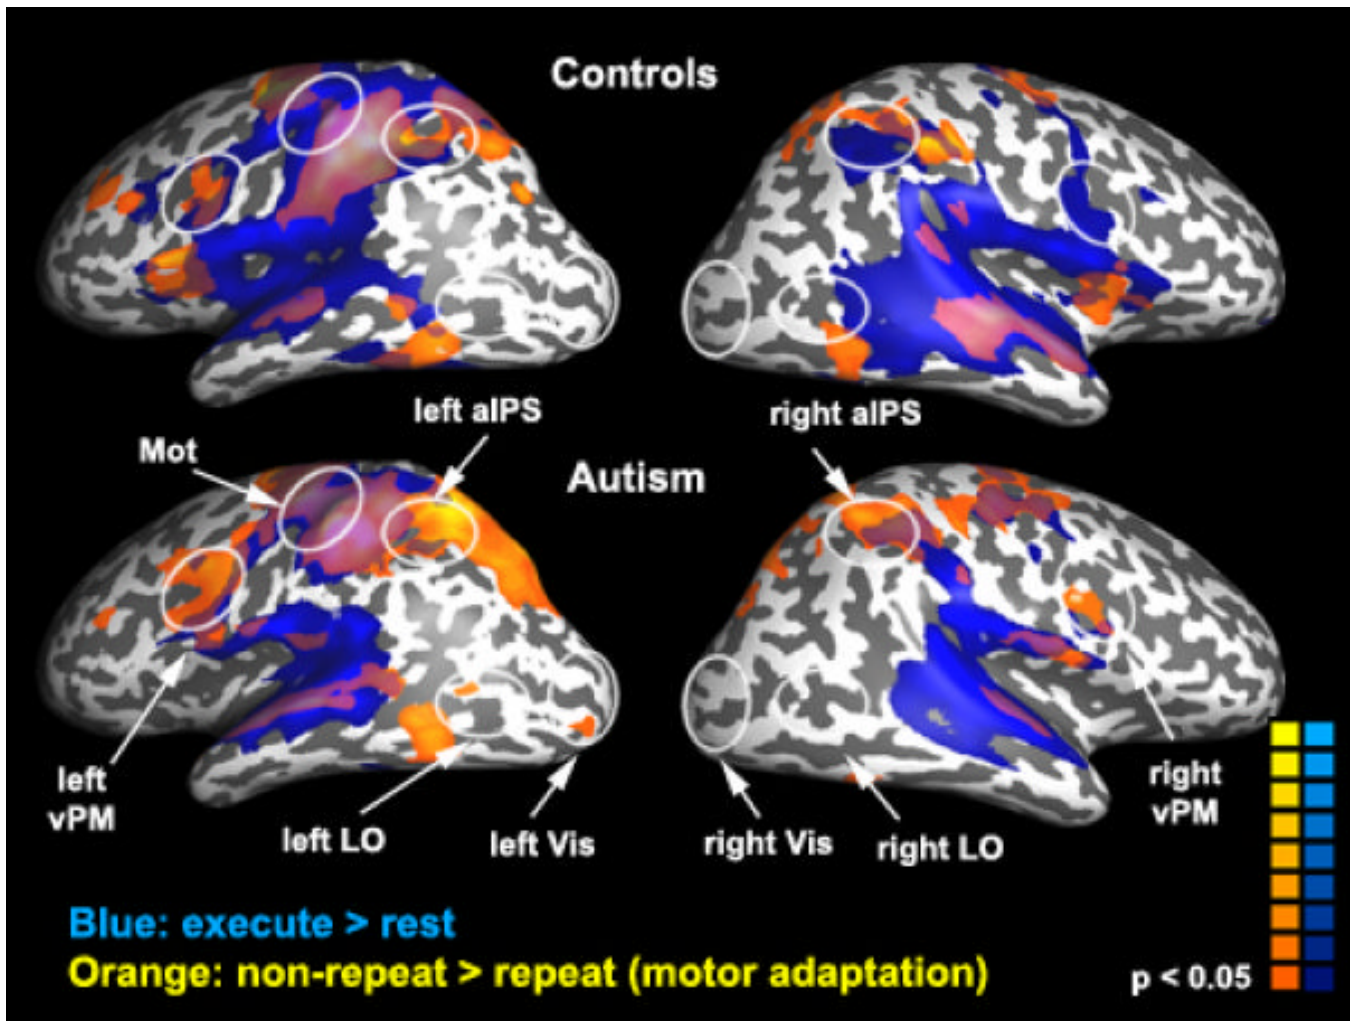 Controls
left aIPS
right aIPS
Mot
Autism
left
vPM
left LO
left Vis
right Vis
right LO
right
vPM
Blue: execute > rest
Orange: non-repeat > repeat (motor adaptation)
p < 0.05